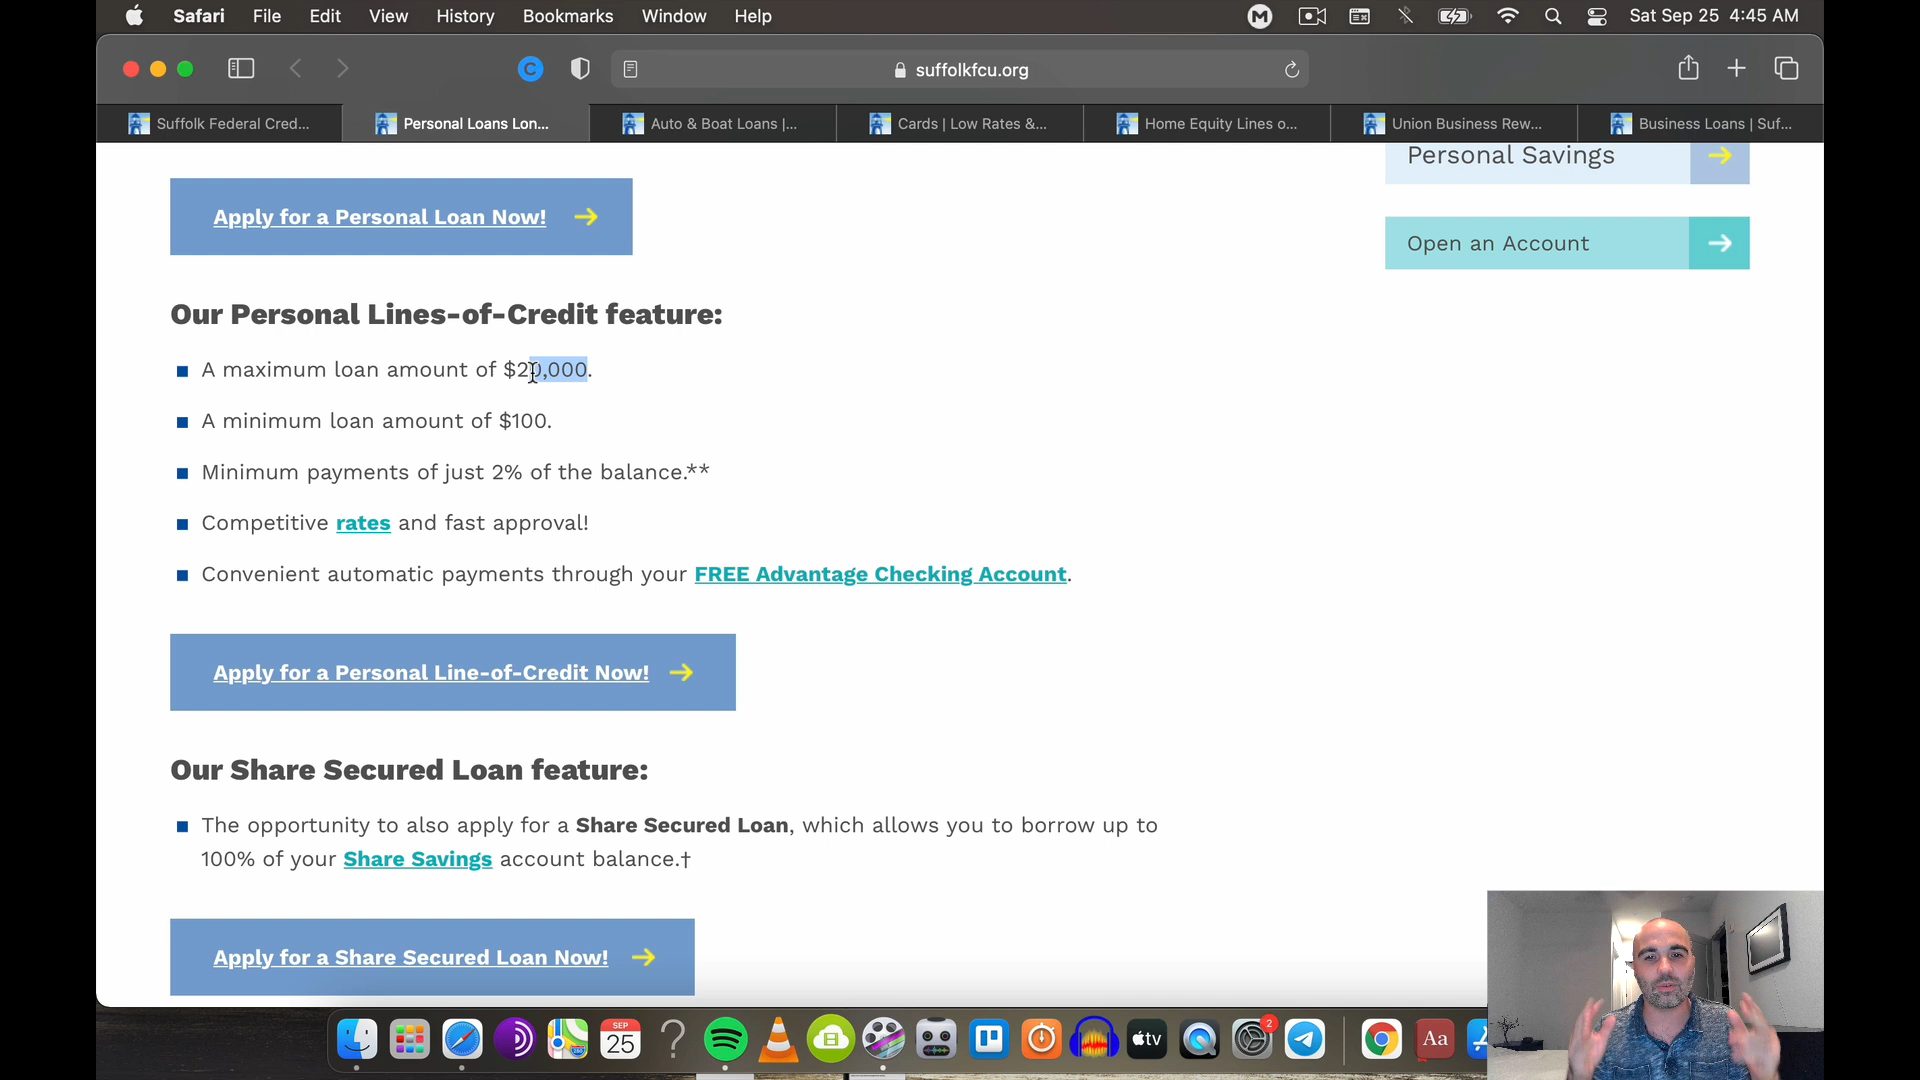 Safari File Edit View History Bookmarks Window Help Sat Sep 25 4:45 AM
suffolkfcu.org
Suffolk Federal Cred... Personal Loans Lon... Auto & Boat Loans |... Cards | Low Rates &... Home Equity Lines o... Union Business Rew... Business Loans | Suf...
Personal Savings
Apply for a Personal Loan Now!
Open an Account
Our Personal Lines-of-Credit feature:
A maximum loan amount of $20,000.
A minimum loan amount of $100.
Minimum payments of just 2% of the balance.**
Competitive rates and fast approval!
Convenient automatic payments through your FREE Advantage Checking Account.
Apply for a Personal Line-of-Credit Now!
Our Share Secured Loan feature:
The opportunity to also apply for a Share Secured Loan, which allows you to borrow up to
100% of your Share Savings account balance.†
Apply for a Share Secured Loan Now!
SEP
25
?
tv
2
Aa